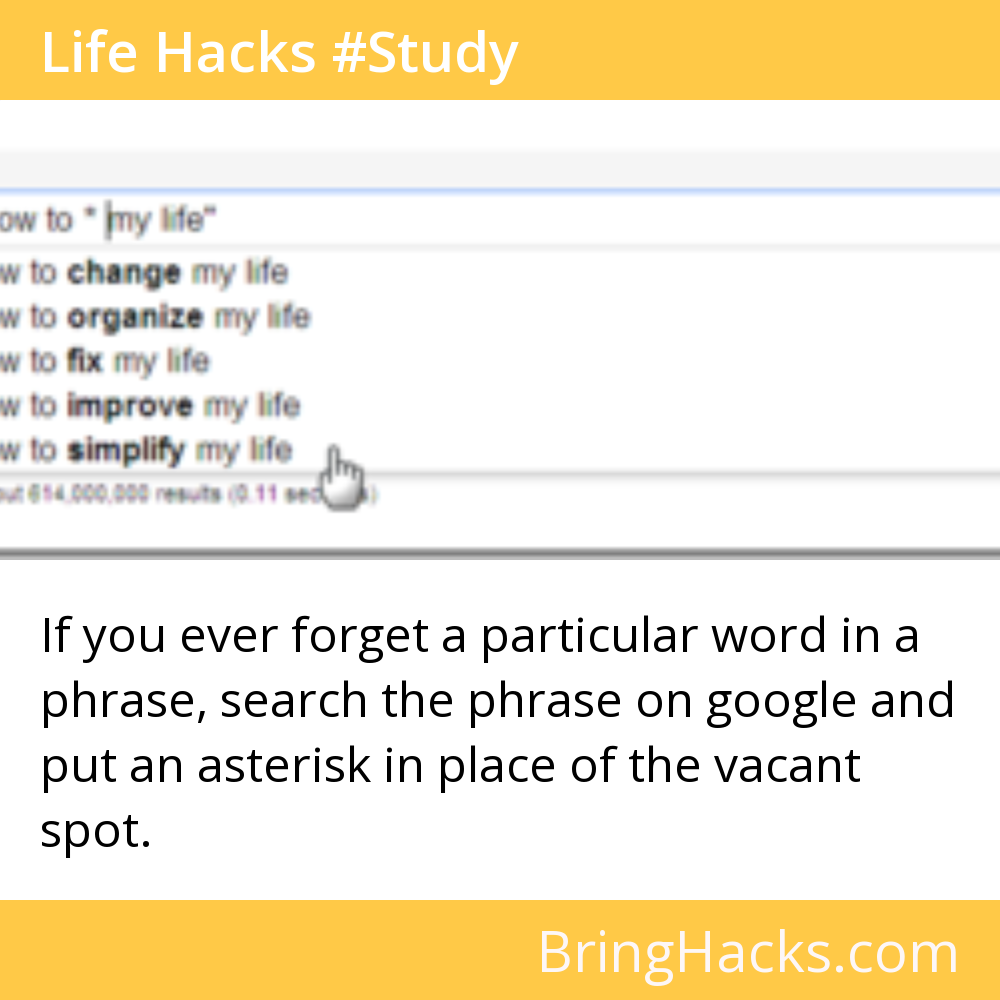 Life Hacks #Study
ow to " my life"
w to change my life
w to organize my life
w to fix my life
w to improve my life
w to simplify my life
out 614,000,000 results (0.11 sec
If you ever forget a particular word in a
phrase, search the phrase on google and
put an asterisk in place of the vacant
spot.
BringHacks.com